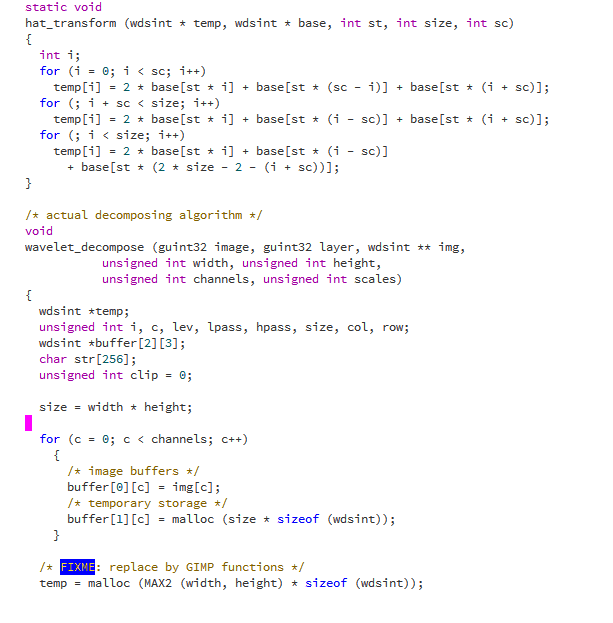 static void
hat_transform (wdsint * temp, wdsint * base, int st, int size, int sc)
{
  int i;
  for (i = 0; i < sc; i++)
    temp[i] = 2 * base[st * i] + base[st * (sc - i)] + base[st * (i + sc)];
  for (; i + sc < size; i++)
    temp[i] = 2 * base[st * i] + base[st * (i - sc)] + base[st * (i + sc)];
  for (; i < size; i++)
    temp[i] = 2 * base[st * i] + base[st * (i - sc)]
      + base[st * (2 * size - 2 - (i + sc))];
}

/* actual decomposing algorithm */
void
wavelet_decompose (guint32 image, guint32 layer, wdsint ** img,
           unsigned int width, unsigned int height,
           unsigned int channels, unsigned int scales)
{
  wdsint *temp;
  unsigned int i, c, lev, lpass, hpass, size, col, row;
  wdsint *buffer[2][3];
  char str[256];
  unsigned int clip = 0;

  size = width * height;

  for (c = 0; c < channels; c++)
    {
      /* image buffers */
      buffer[0][c] = img[c];
      /* temporary storage */
      buffer[1][c] = malloc (size * sizeof (wdsint));
    }

  /* FIXME: replace by GIMP functions */
  temp = malloc (MAX2 (width, height) * sizeof (wdsint));